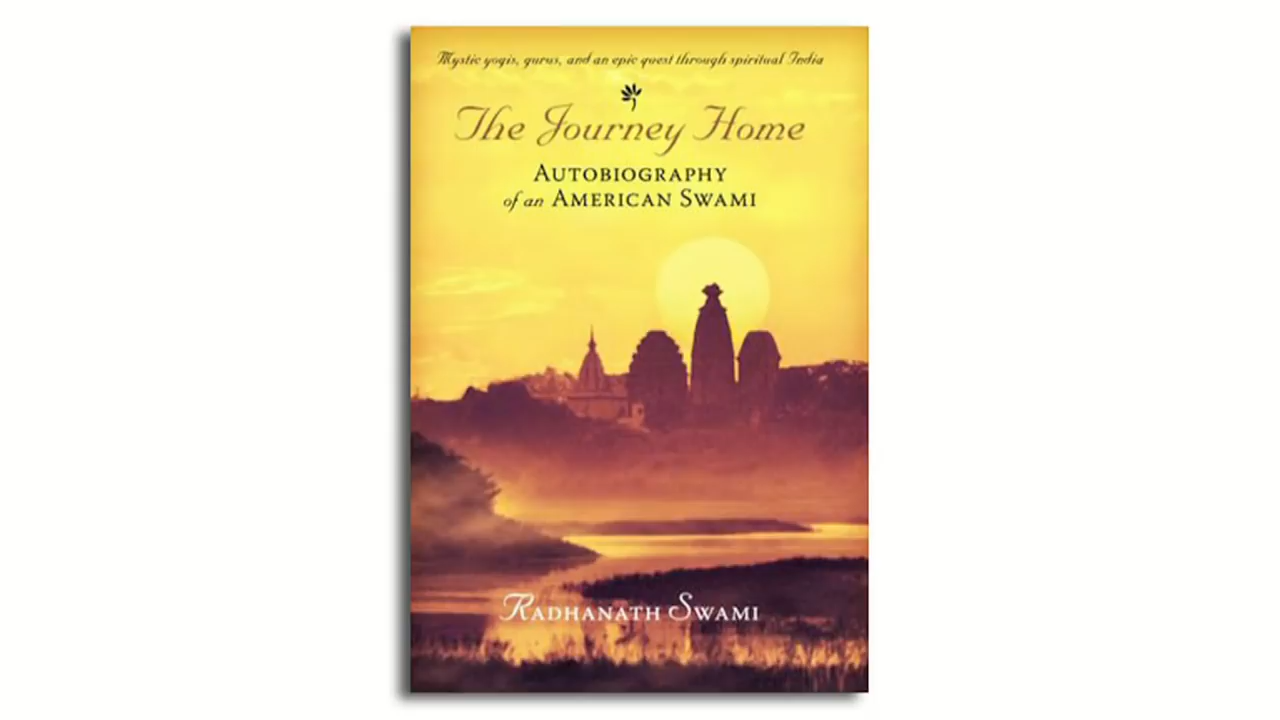 Mystic yogis, gurus, and an epic quest through spiritual India
The Journey Home
AUTOBIOGRAPHY
of an AMERICAN SWAMI
RADHANATH SWAMI